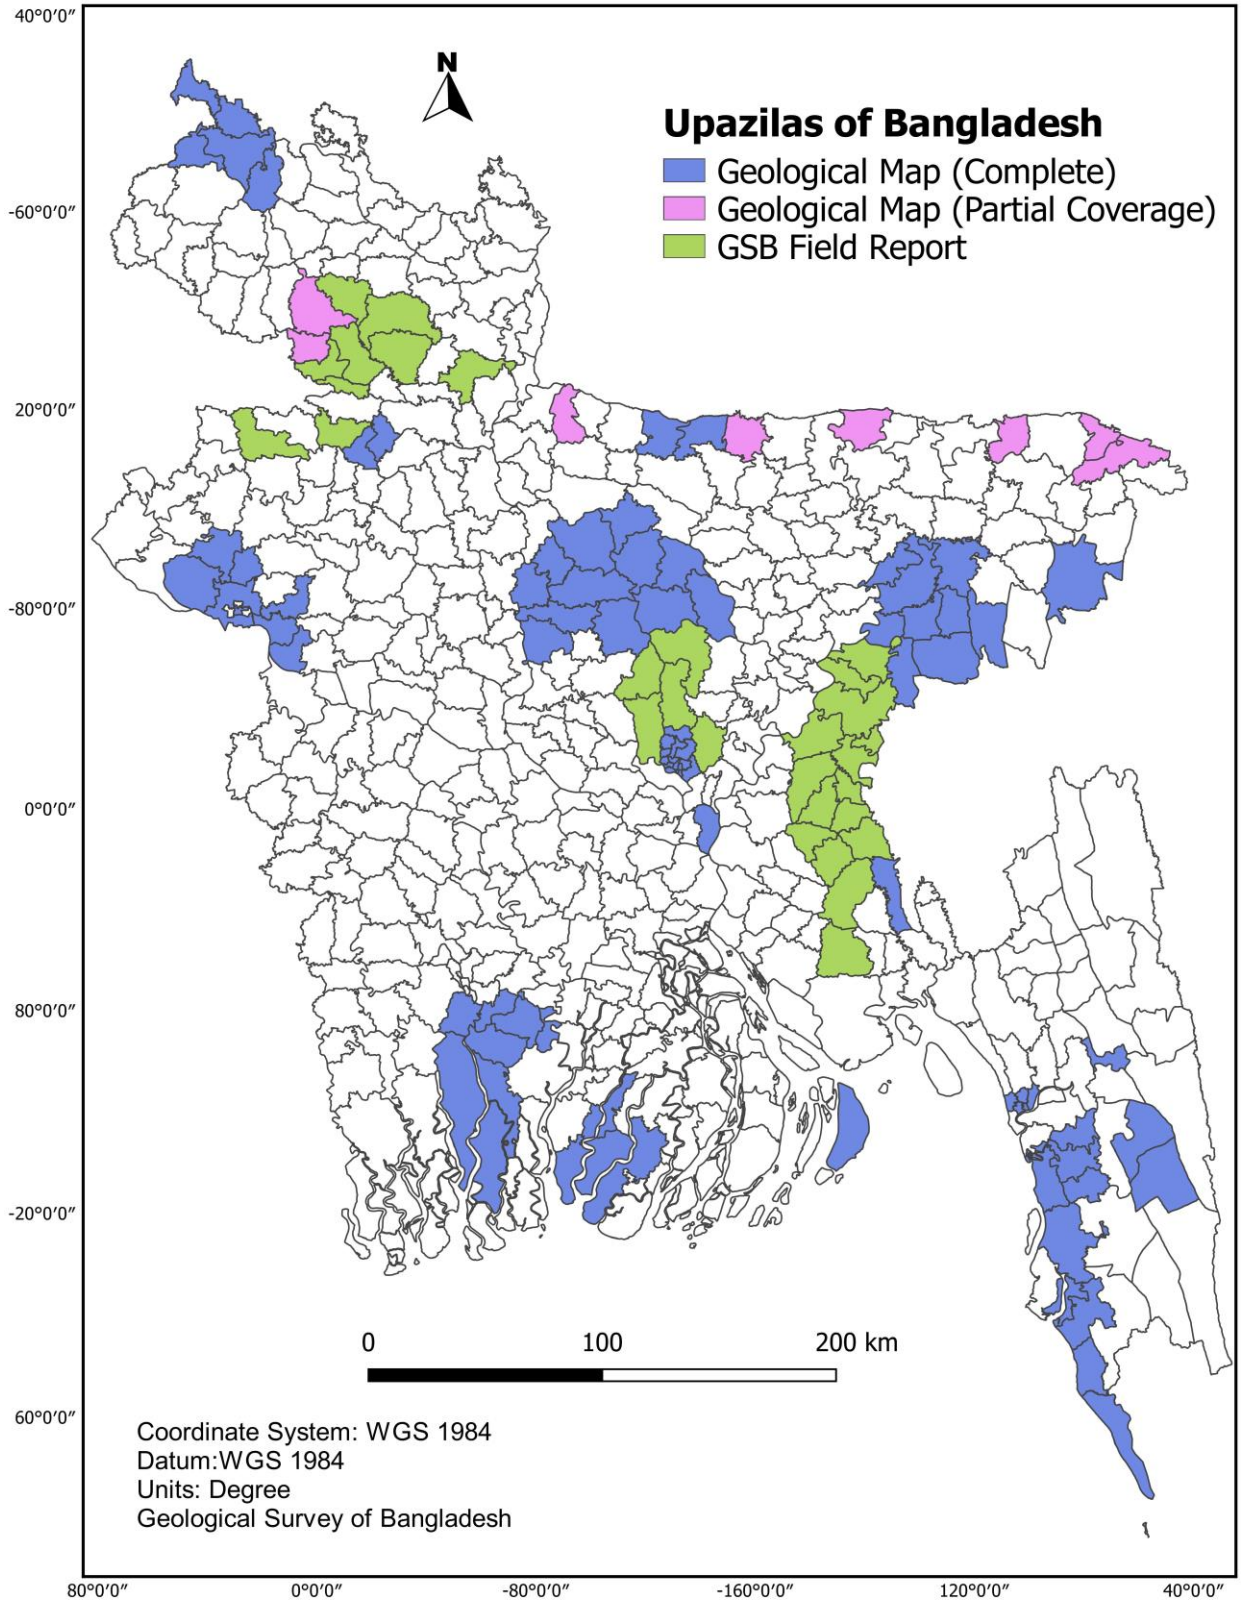 40°0′0″
N
Upazilas of Bangladesh
Geological Map (Complete)
Geological Map (Partial Coverage)
GSB Field Report
-60°0′0″
20°0′0″
-80°0′0″
0°0′0″
80°0′0″
-20°0′0″
0 100 200 km
60°0′0″
Coordinate System: WGS 1984
Datum:WGS 1984
Units: Degree
Geological Survey of Bangladesh
80°0′0″ 0°0′0″ -80°0′0″ -160°0′0″ 120°0′0″ 40°0′0″